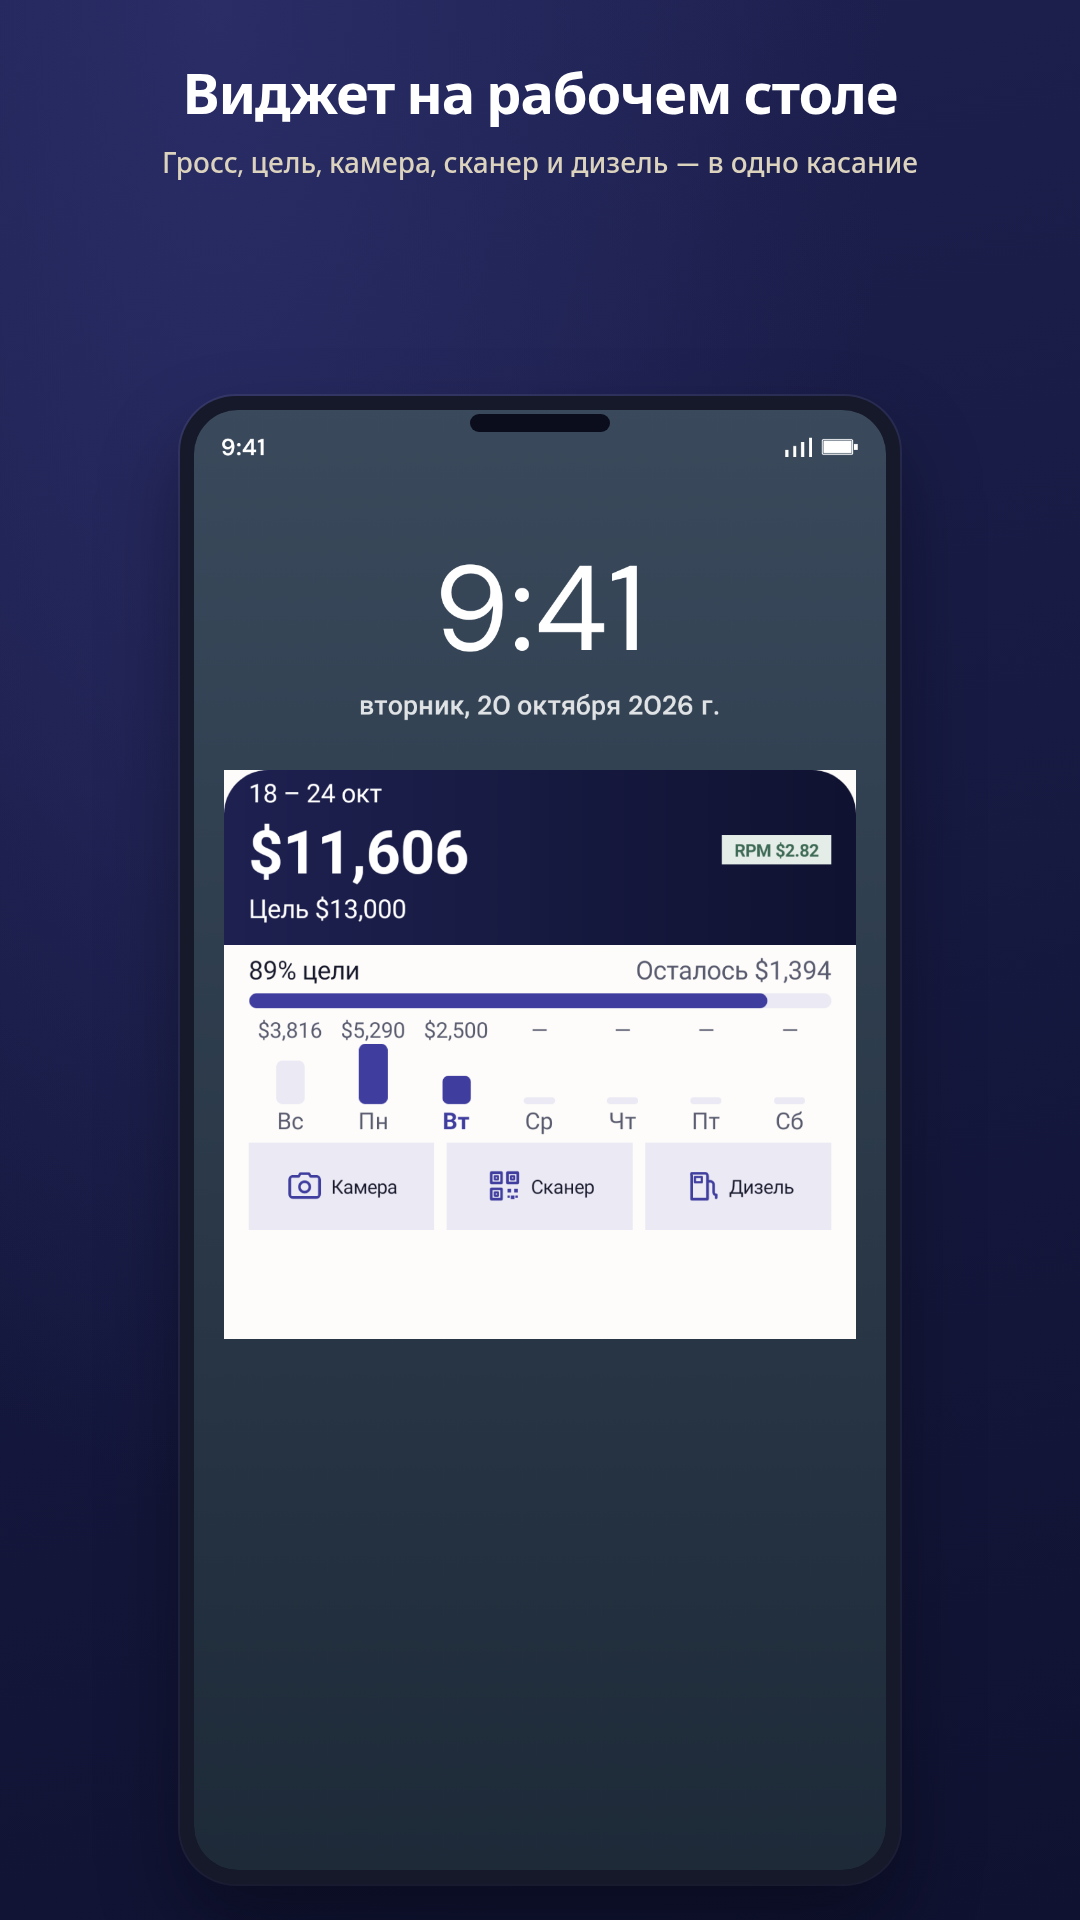 Виджет на рабочем столе
Гросс, цель, камера, сканер и дизель — в одно касание
9:41
9:41
вторник, 20 октября 2026 г.
18 – 24 окт
$11,606
RPM $2.82
Цель $13,000
89% цели Осталось $1,394
$3,816 $5,290 $2,500 — — — —
Вс Пн Вт Ср Чт Пт Сб
Камера Сканер Дизель